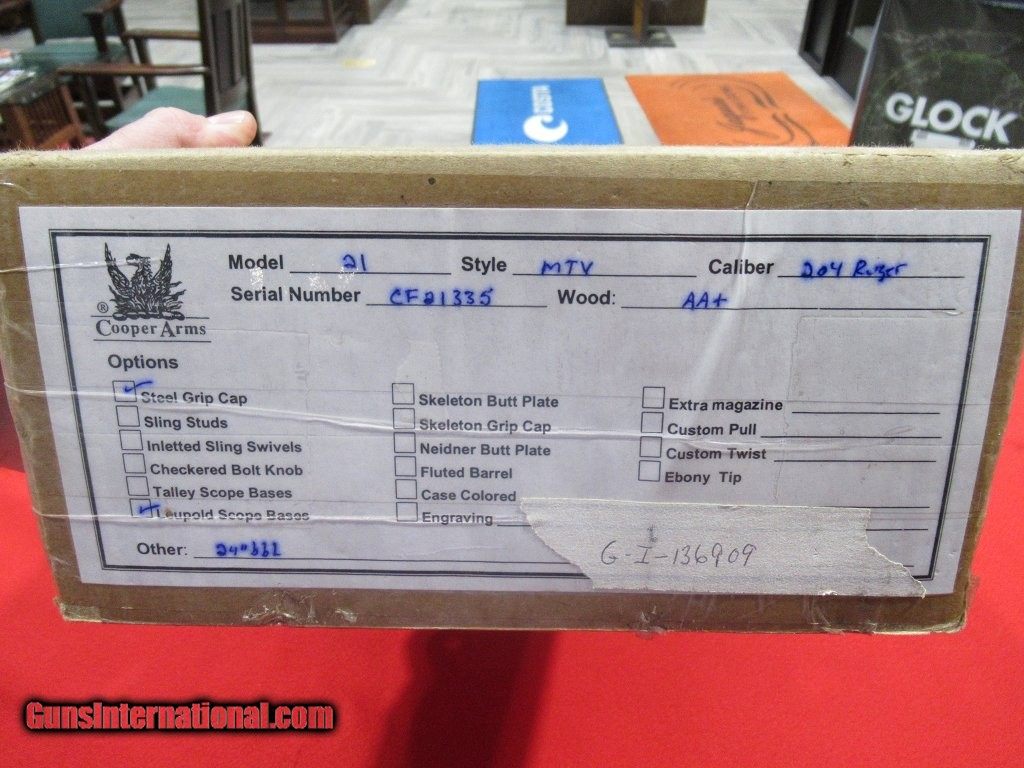 COSTA
GLOCK
Model 21 Style MTV Caliber 204 Ruger
Serial Number CF21335 Wood: AA+
®
Cooper Arms
Options
Steel Grip Cap
Sling Studs
Inletted Sling Swivels
Checkered Bolt Knob
Talley Scope Bases
Leupold Scope Bases
Skeleton Butt Plate
Skeleton Grip Cap
Neidner Butt Plate
Fluted Barrel
Case Colored
Engraving
Extra magazine
Custom Pull
Custom Twist
Ebony Tip
Other: 24" bbl
G-I-136909
GunsInternational.com